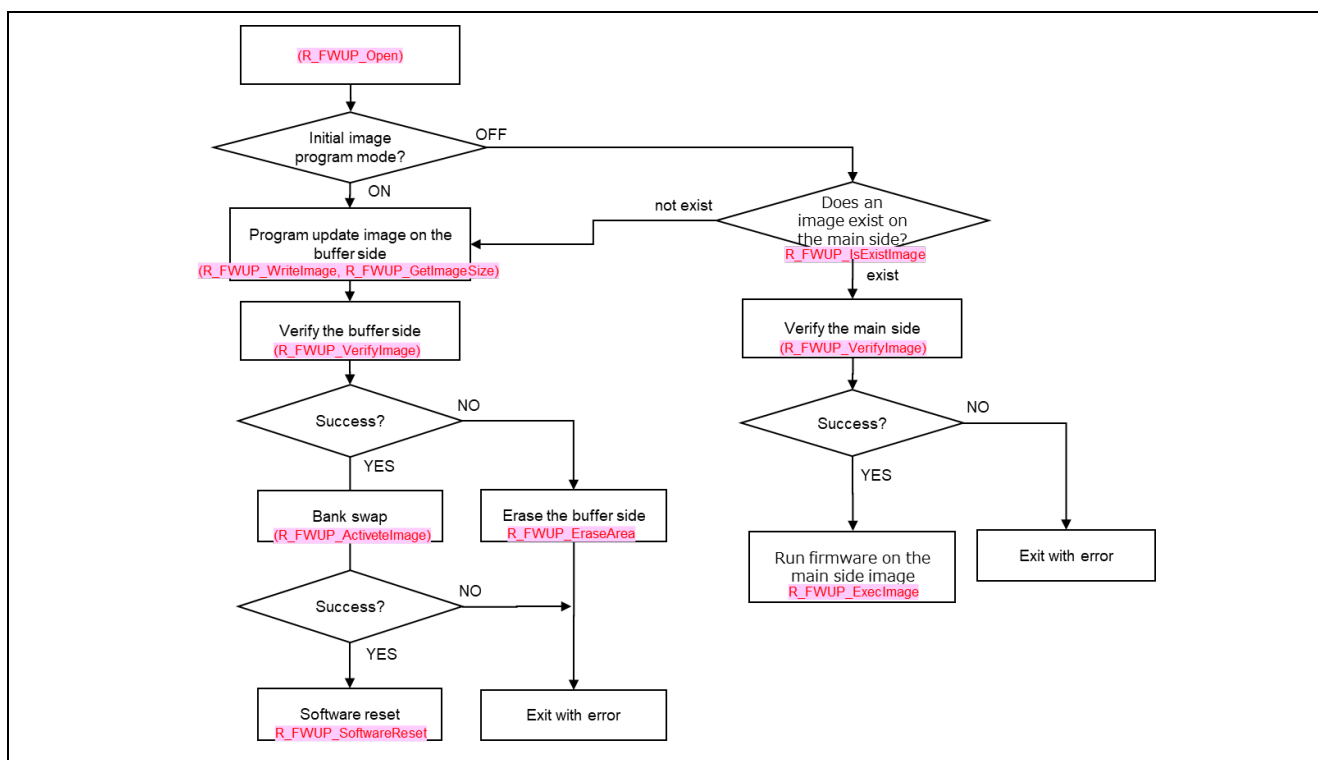 (R_FWUP_Open)
Initial image
program mode?
OFF
ON
Does an
image exist on
the main side?
R_FWUP_IsExistImage
not exist
exist
Program update image on the
buffer side
(R_FWUP_WriteImage, R_FWUP_GetImageSize)
Verify the buffer side
(R_FWUP_VerifyImage)
Verify the main side
(R_FWUP_VerifyImage)
Success?
NO
YES
Success?
NO
YES
Bank swap
(R_FWUP_ActiveteImage)
Erase the buffer side
R_FWUP_EraseArea
Run firmware on the
main side image
R_FWUP_ExecImage
Exit with error
Success?
NO
YES
Software reset
R_FWUP_SoftwareReset
Exit with error